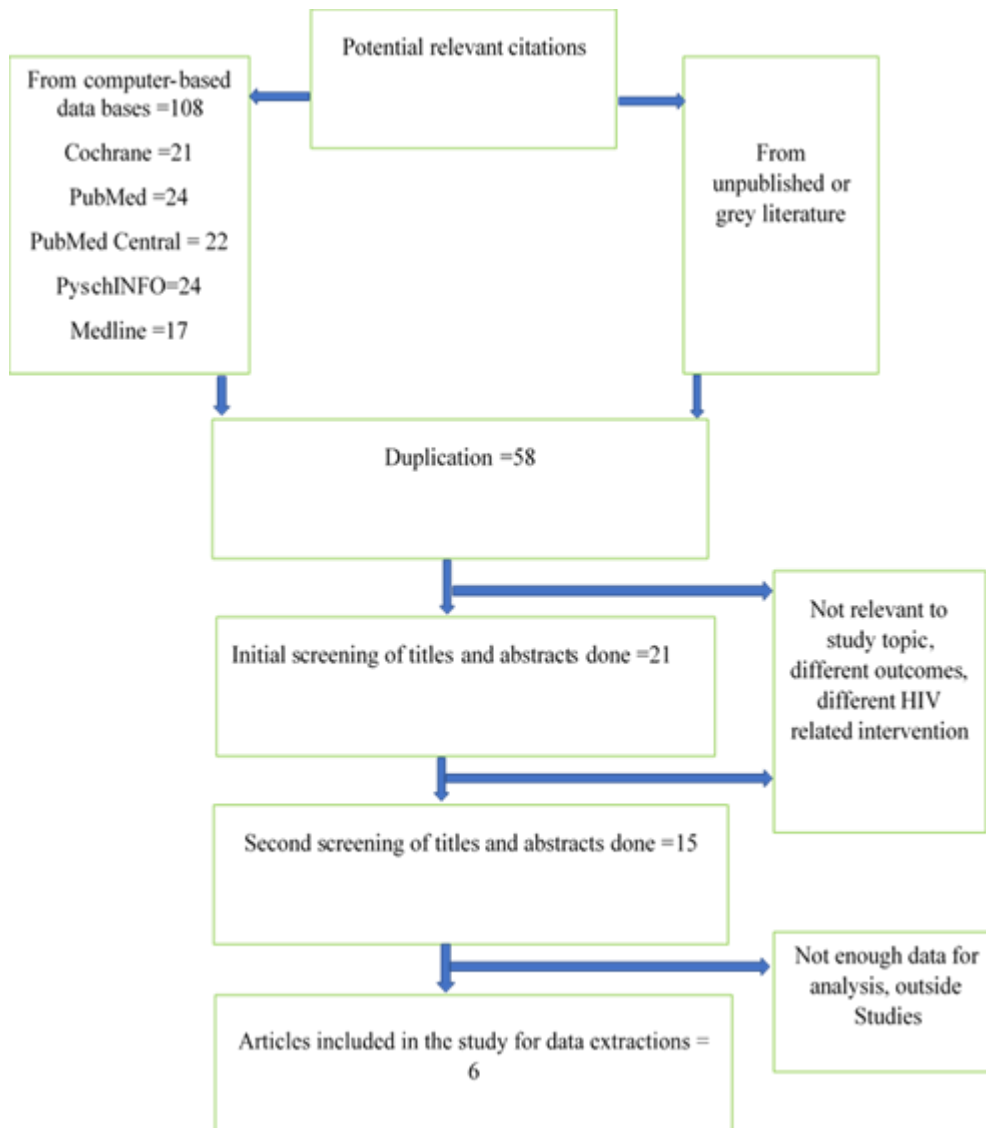 Potential relevant citations
From computer-based
data bases =108
Cochrane =21
PubMed =24
PubMed Central = 22
PyschINFO=24
Medline =17
From
unpublished or
grey literature
Duplication =58
Initial screening of titles and abstracts done =21
Not relevant to
study topic,
different outcomes,
different HIV
related intervention
Second screening of titles and abstracts done =15
Not enough data for
analysis, outside
Studies
Articles included in the study for data extractions =
6